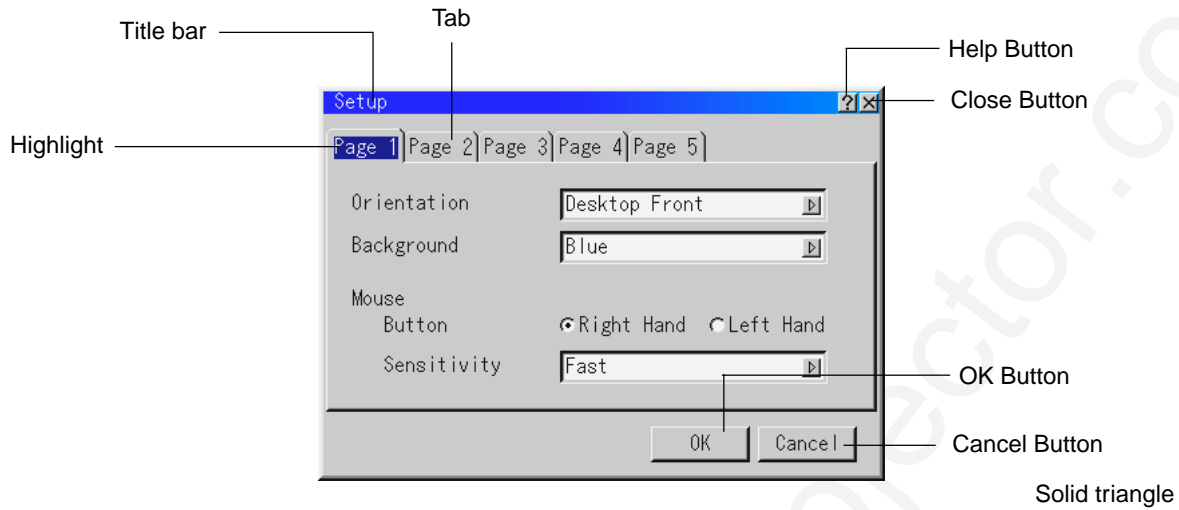 Tab
Title bar
Help Button
Setup
?
Close Button
Highlight
Page 1 Page 2 Page 3 Page 4 Page 5
Orientation Desktop Front
Background Blue
Mouse
Button Right Hand Left Hand
Sensitivity Fast
OK Button
OK Cancel
Cancel Button
Solid triangle
ojector.co